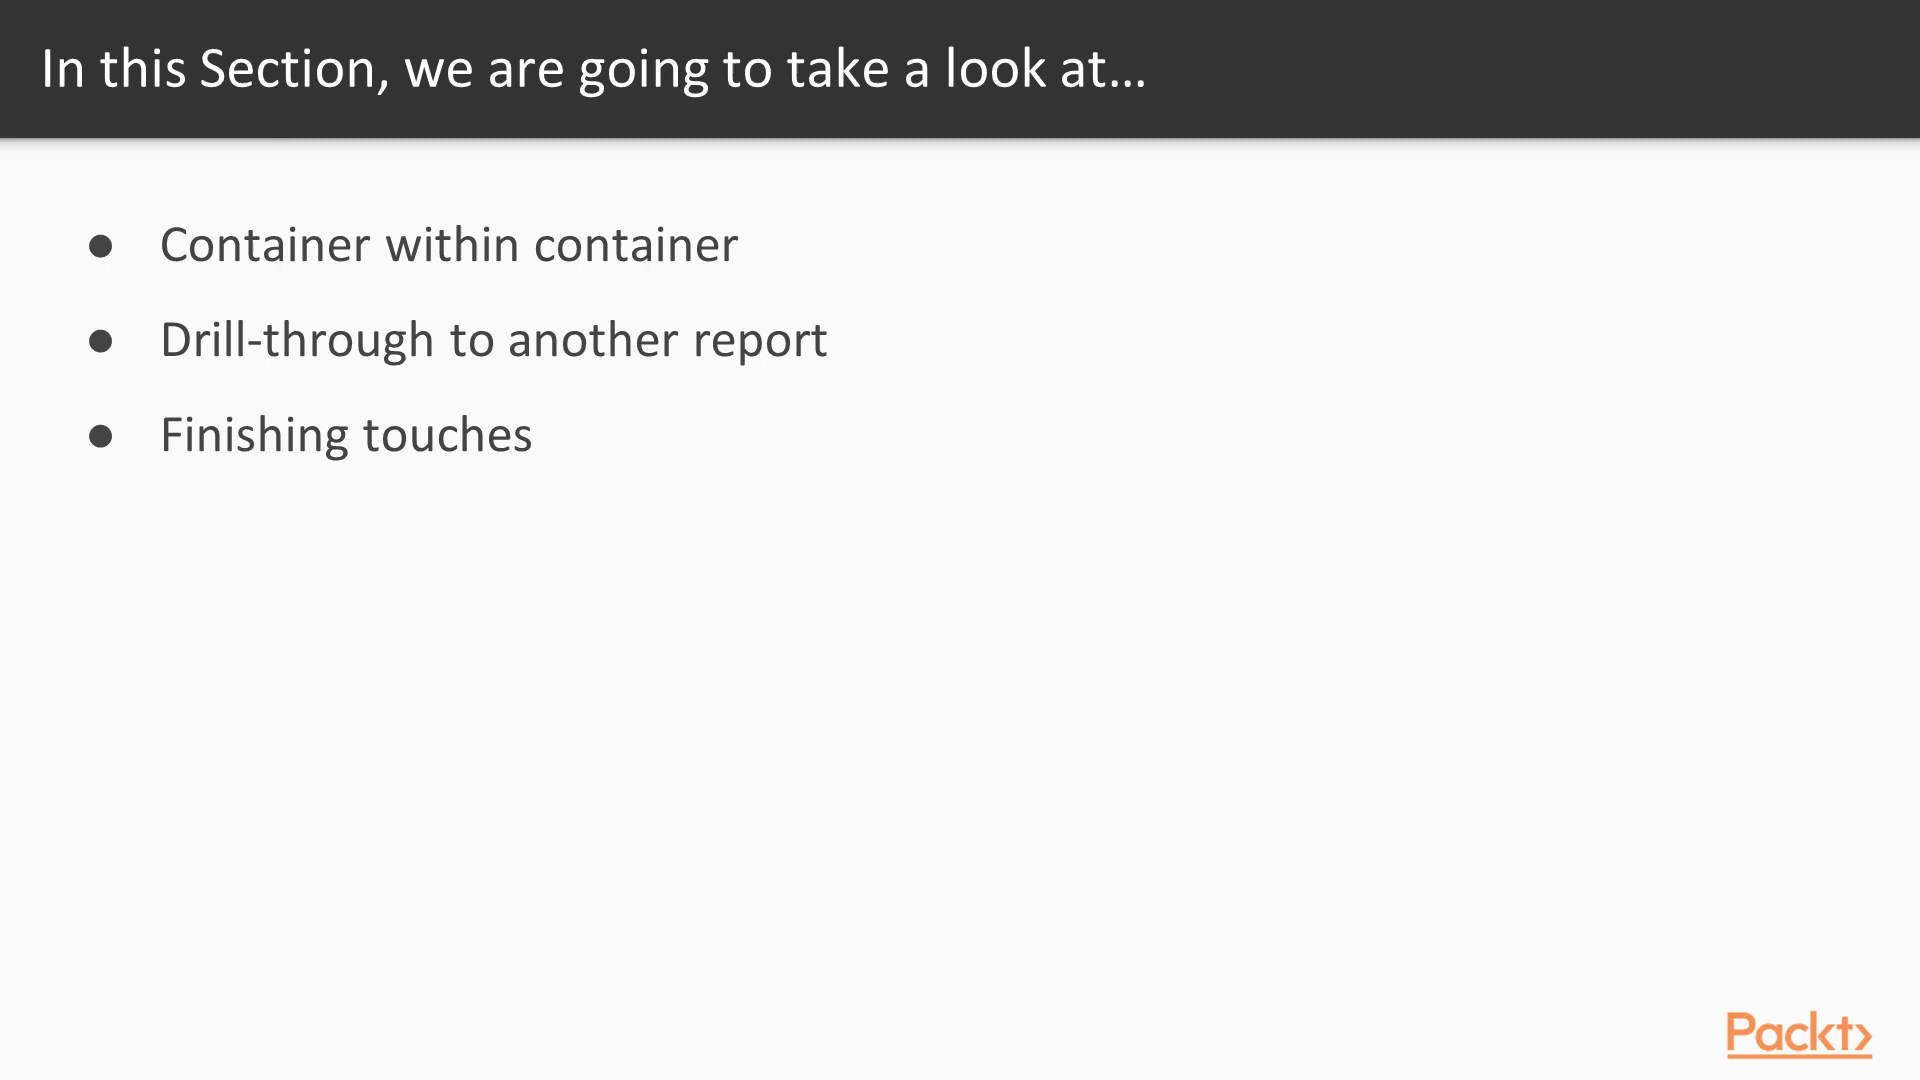 In this Section, we are going to take a look at...
● Container within container
● Drill-through to another report
● Finishing touches
Packt>